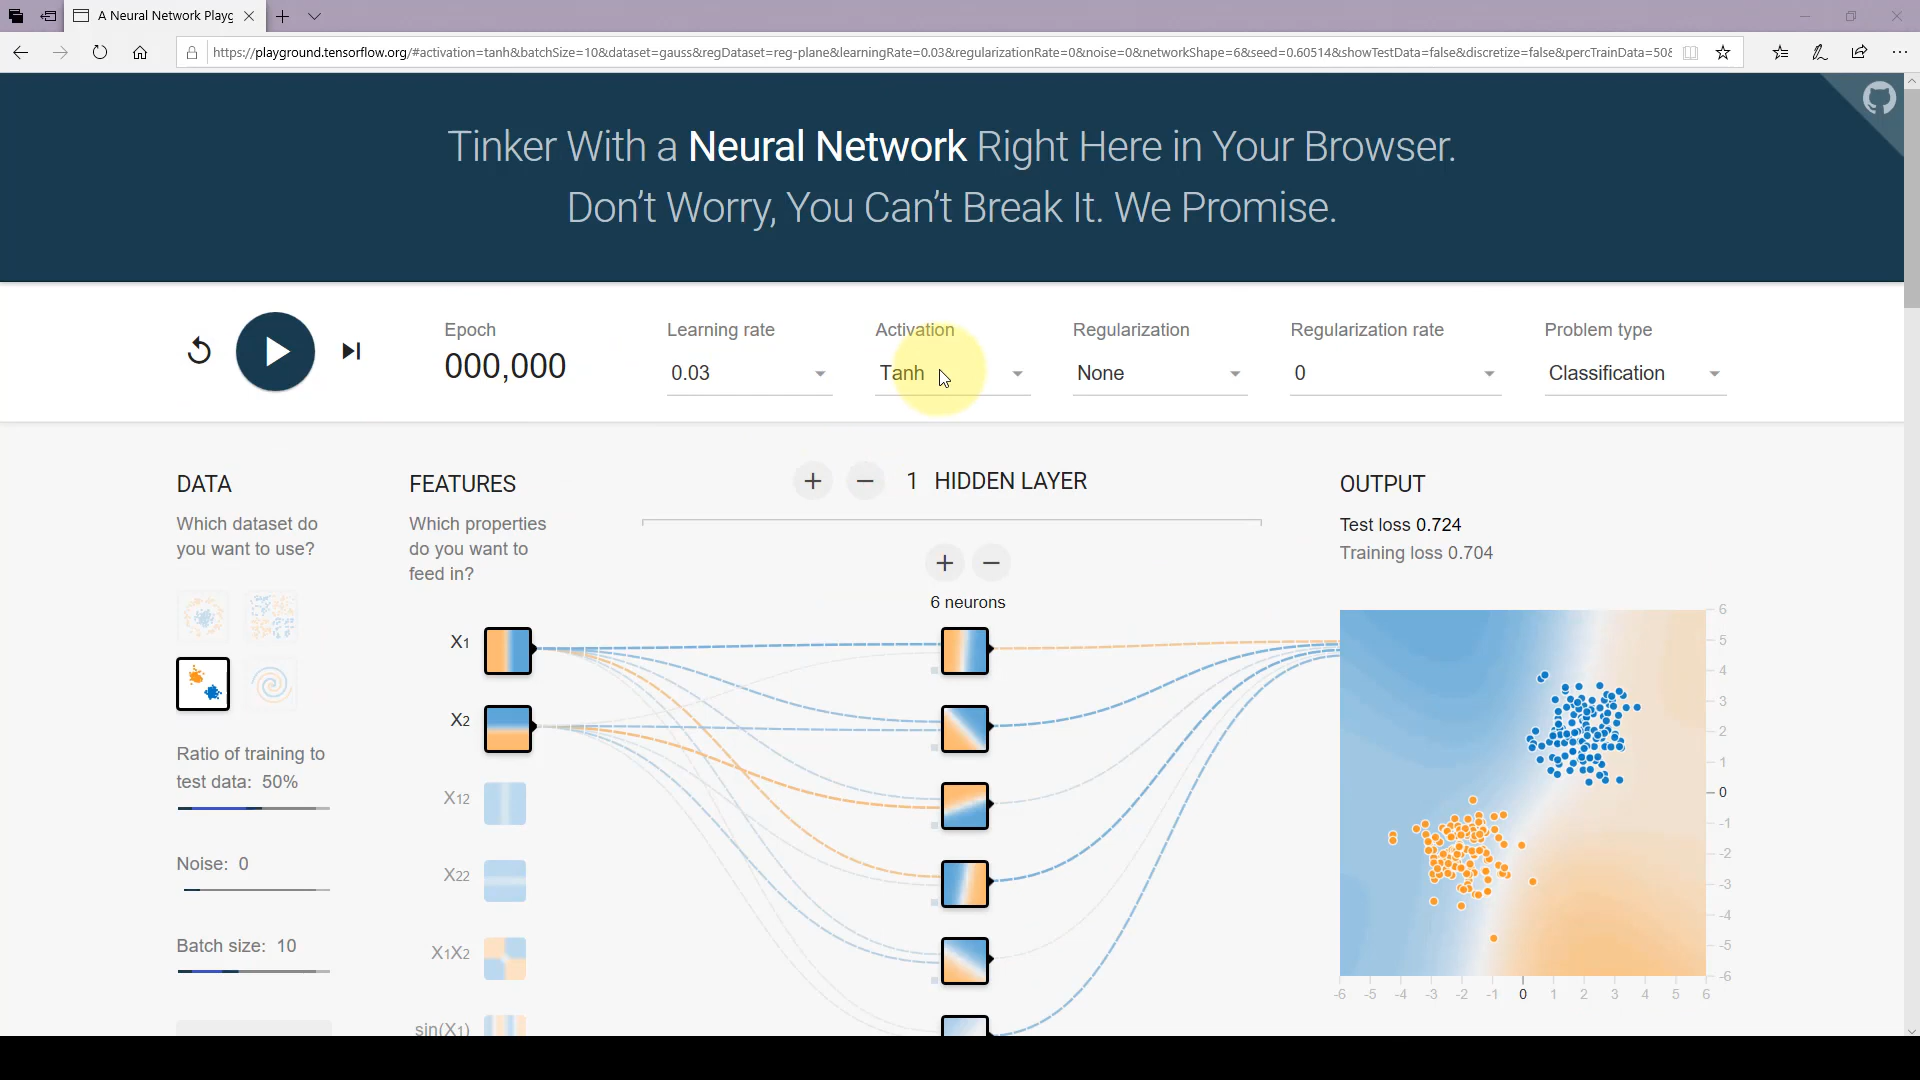 A Neural Network Playg
https://playground.tensorflow.org/#activation=tanh&batchSize=10&dataset=gauss&regDataset=reg-plane&learningRate=0.03&regularizationRate=0&noise=0&networkShape=6&seed=0.60514&showTestData=false&discretize=false&percTrainData=50&
Tinker With a Neural Network Right Here in Your Browser.
Don't Worry, You Can't Break It. We Promise.
Epoch
000,000
Learning rate
0.03
Activation
Tanh
Regularization
None
Regularization rate
0
Problem type
Classification
DATA
Which dataset do
you want to use?
Ratio of training to
test data: 50%
Noise: 0
Batch size: 10
FEATURES
Which properties
do you want to
feed in?
X1
X2
X12
X22
X1X2
sin(X1)
1 HIDDEN LAYER
6 neurons
OUTPUT
Test loss 0.724
Training loss 0.704
6
5
4
3
2
1
0
-1
-2
-3
-4
-5
-6
-6 -5 -4 -3 -2 -1 0 1 2 3 4 5 6